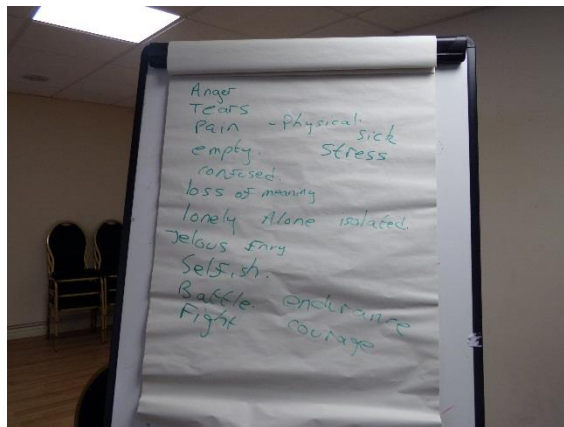 Anger
Tears
Pain - Physical. sick
empty. Stress
confused.
loss of meaning
lonely Alone isolated.
Jelous Envy
Selfish.
Battle. endurance
Fight courage